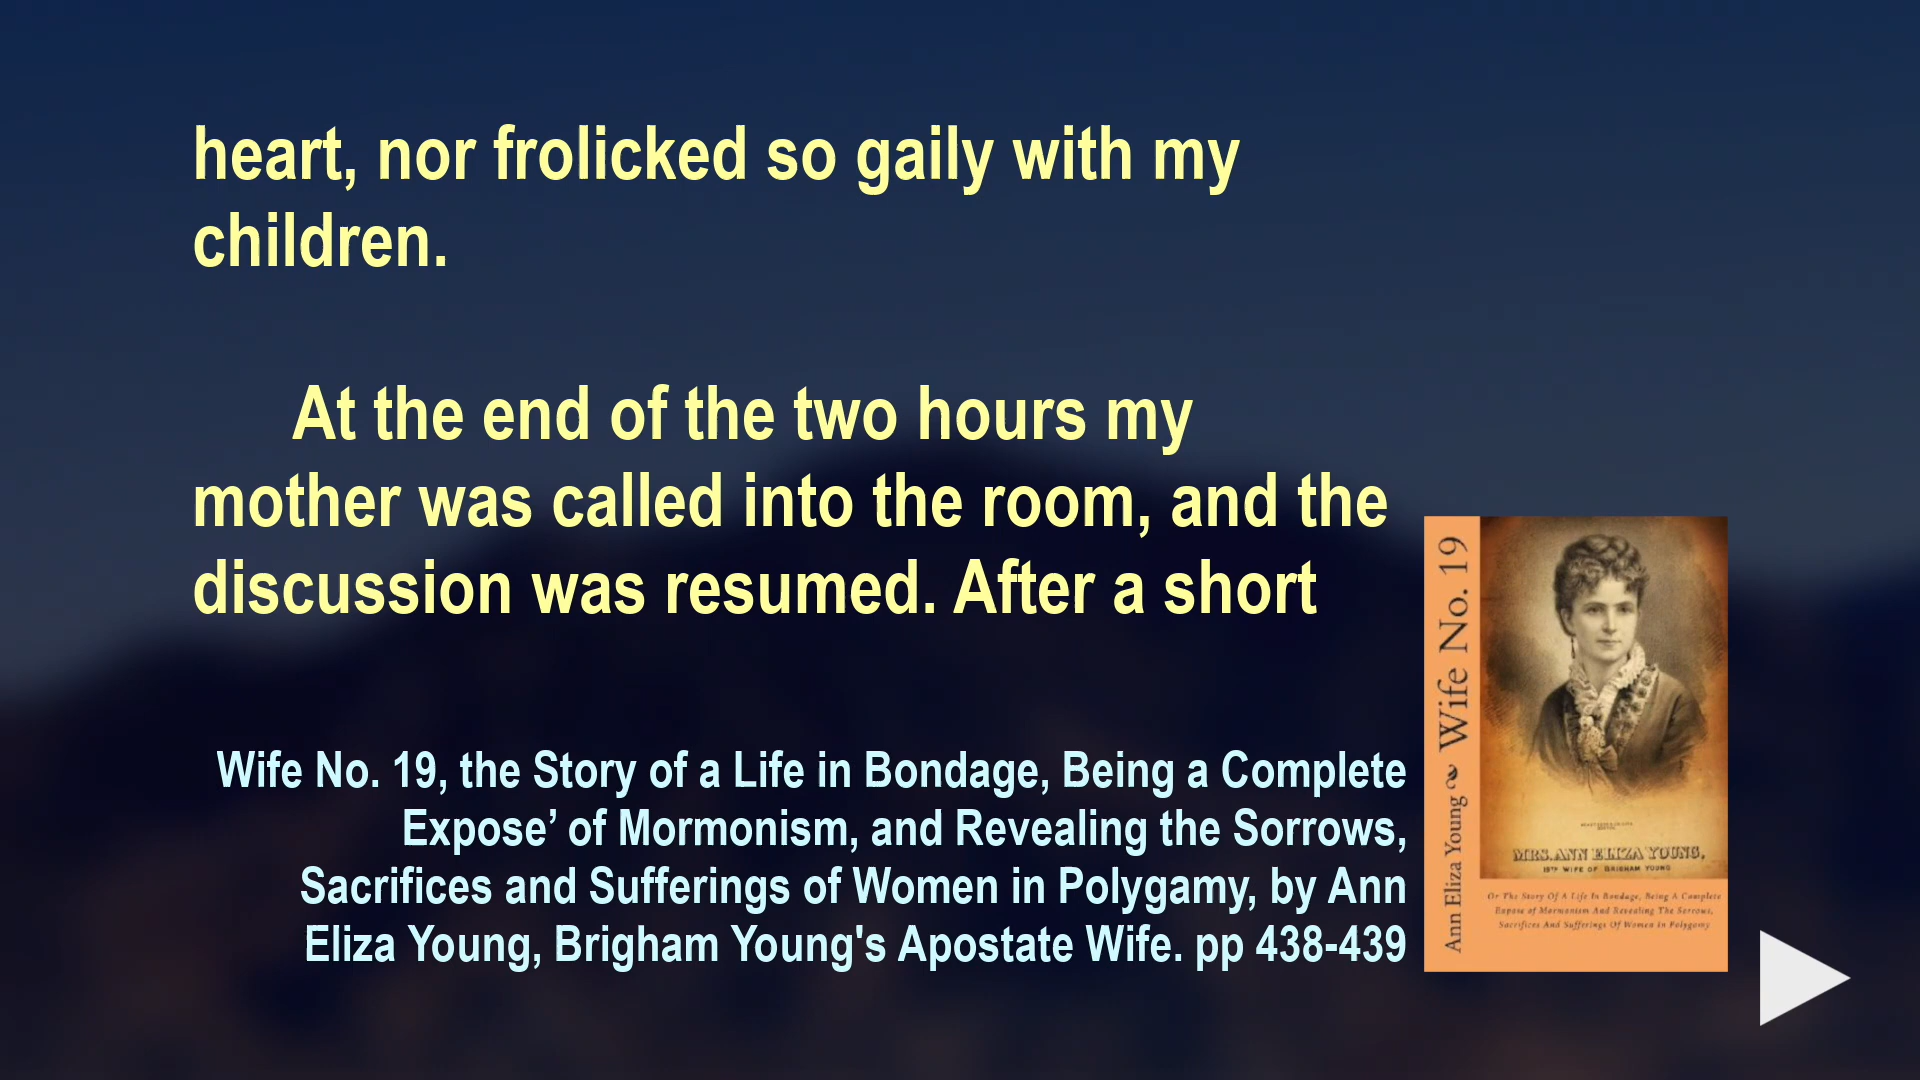 heart, nor frolicked so gaily with my
children.
At the end of the two hours my
mother was called into the room, and the
discussion was resumed. After a short
Wife No. 19, the Story of a Life in Bondage, Being a Complete
Expose’ of Mormonism, and Revealing the Sorrows,
Sacrifices and Sufferings of Women in Polygamy, by Ann
Eliza Young, Brigham Young's Apostate Wife. pp 438-439
Ann Eliza Young Wife No. 19
MRS. ANN ELIZA YOUNG,
19TH WIFE OF BRIGHAM YOUNG
Or The Story Of A Life In Bondage, Being A Complete
Expose of Mormonism And Revealing The Sorrows,
Sacrifices And Sufferings Of Women In Polygamy